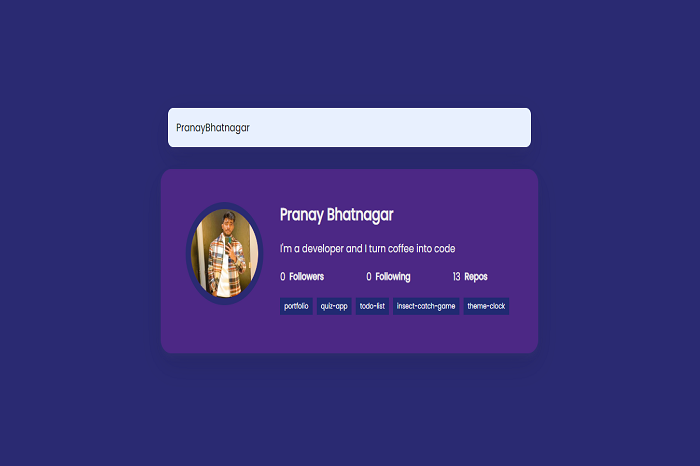 PranayBhatnagar
Pranay Bhatnagar
I'm a developer and I turn coffee into code
0 Followers 0 Following 13 Repos
portfolio quiz-app todo-list insect-catch-game theme-clock